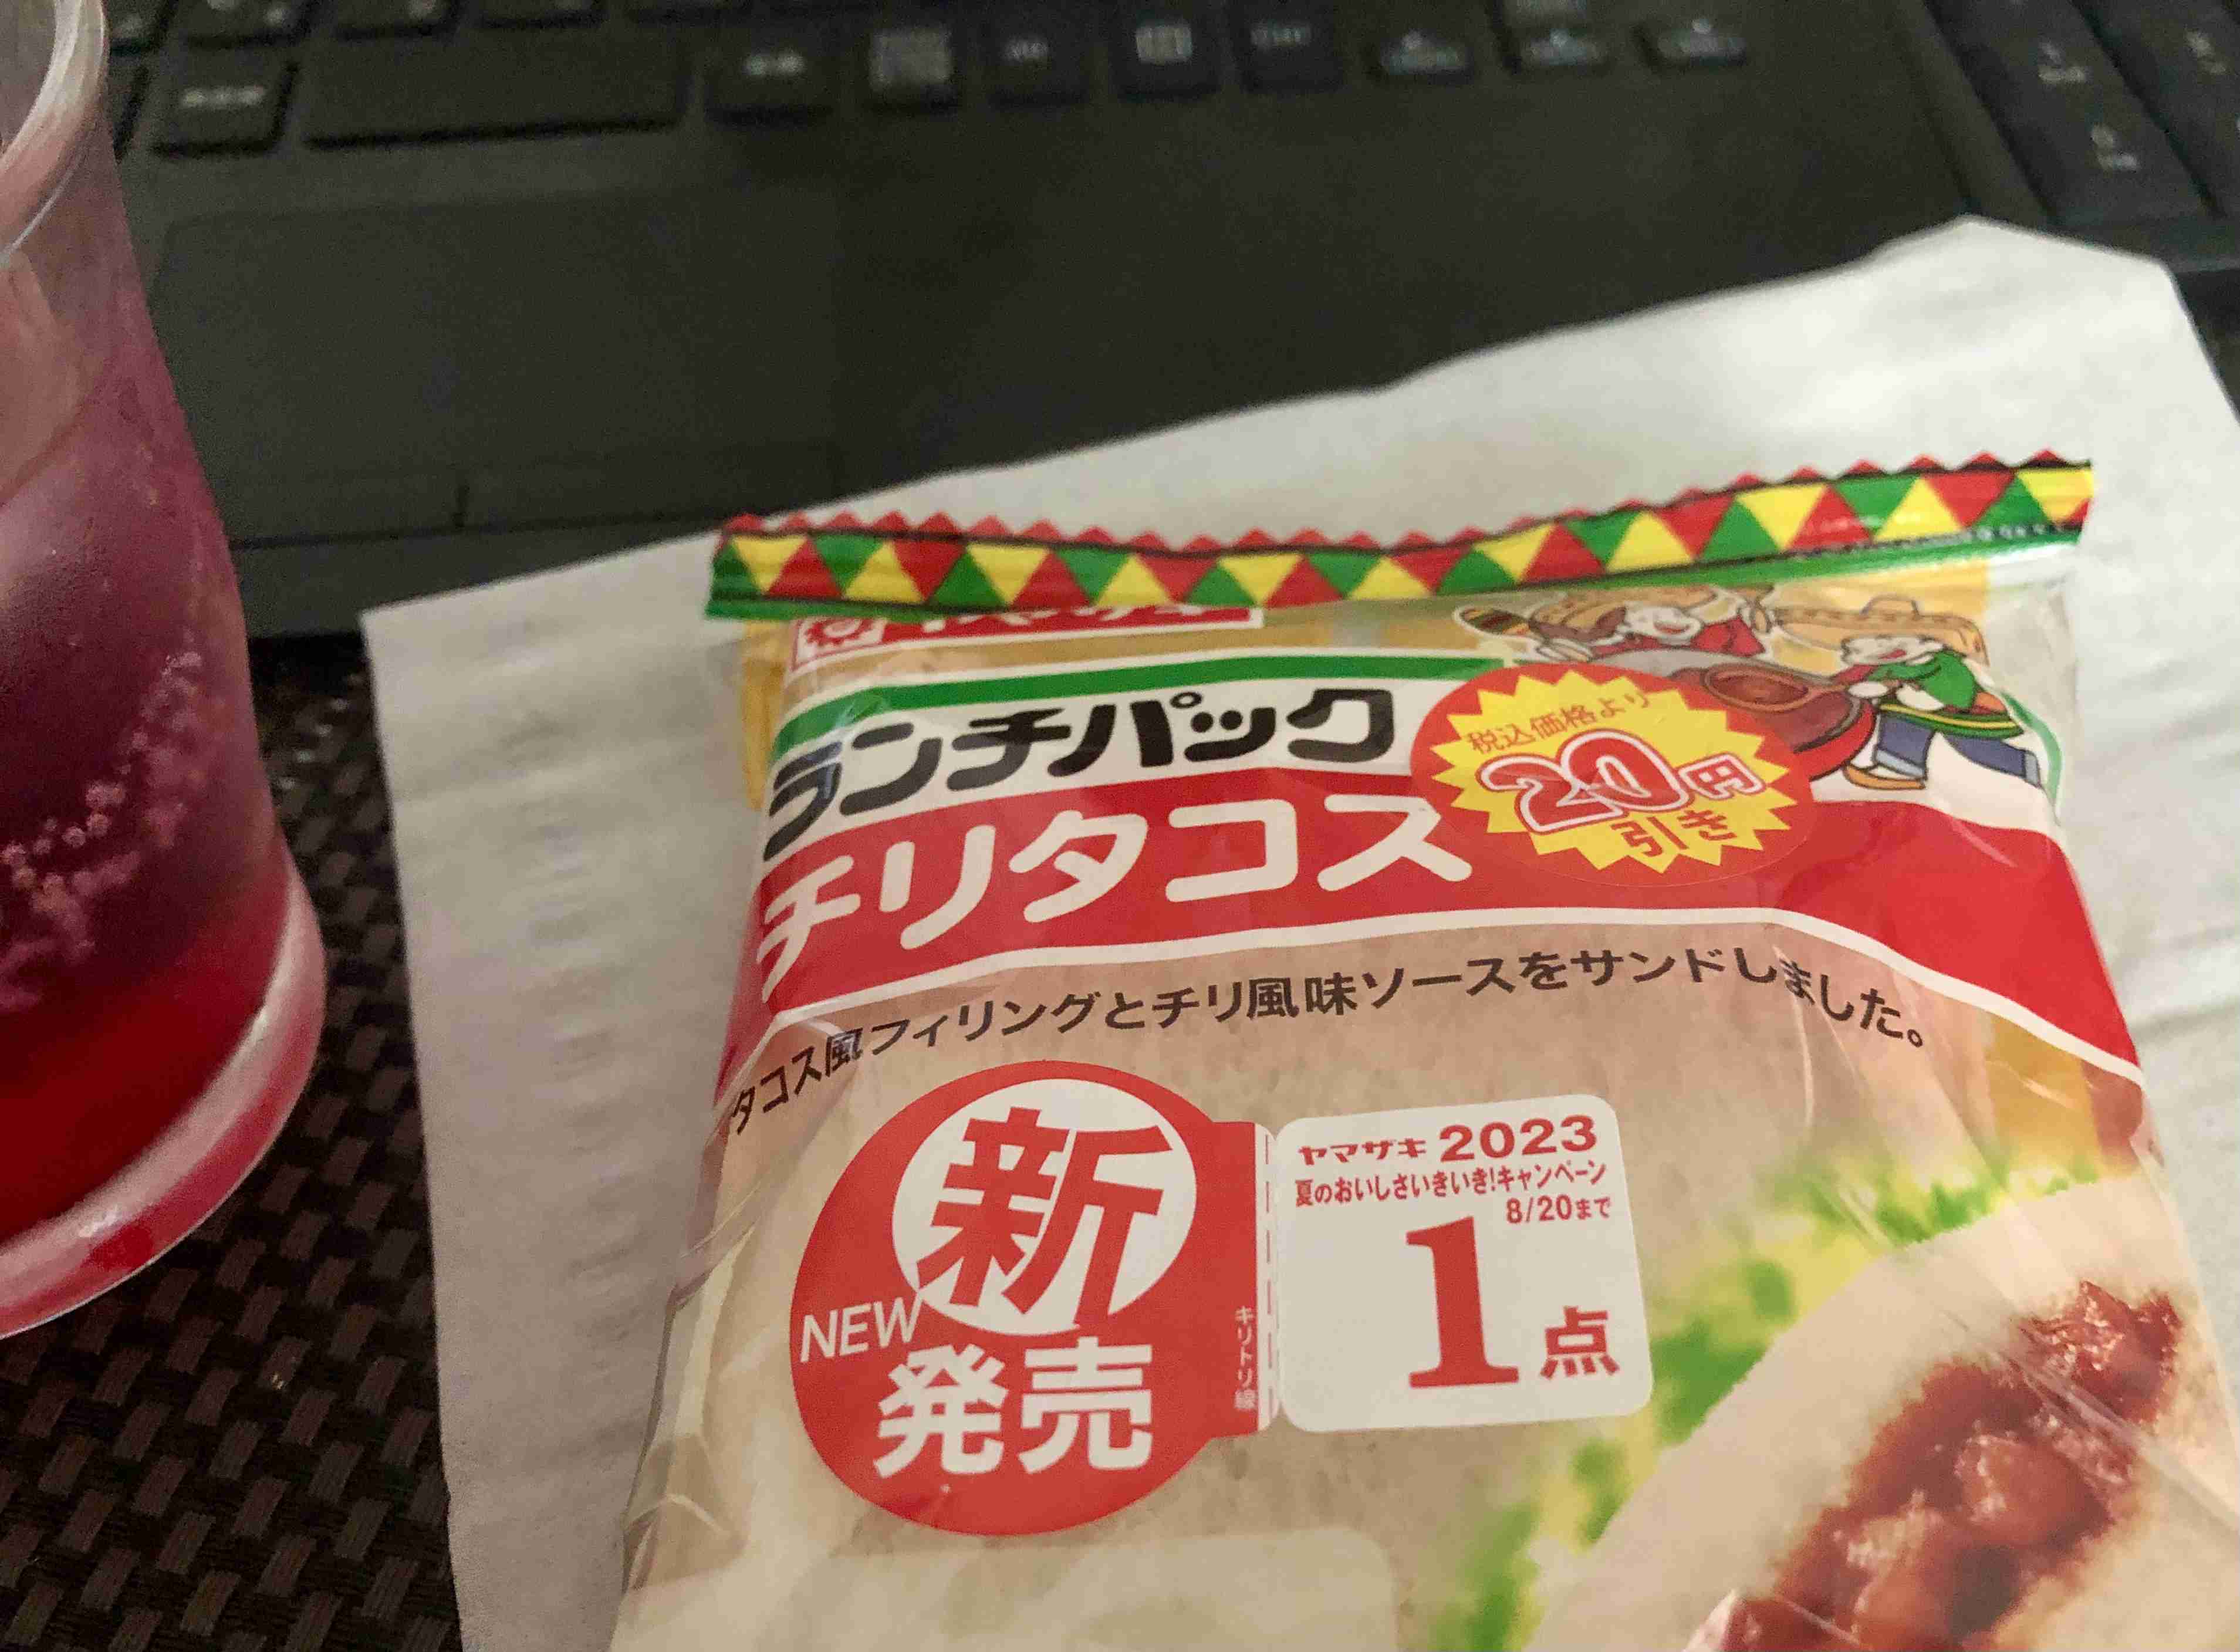 ランチパック
チリタコス
税込価格より
20円
引き
タコス風フィリングとチリ風味ソースをサンドしました。
新
NEW
発売
キリトリ線
ヤマザキ 2023
夏のおいしさいきいき!キャンペーン
8/20まで
1点